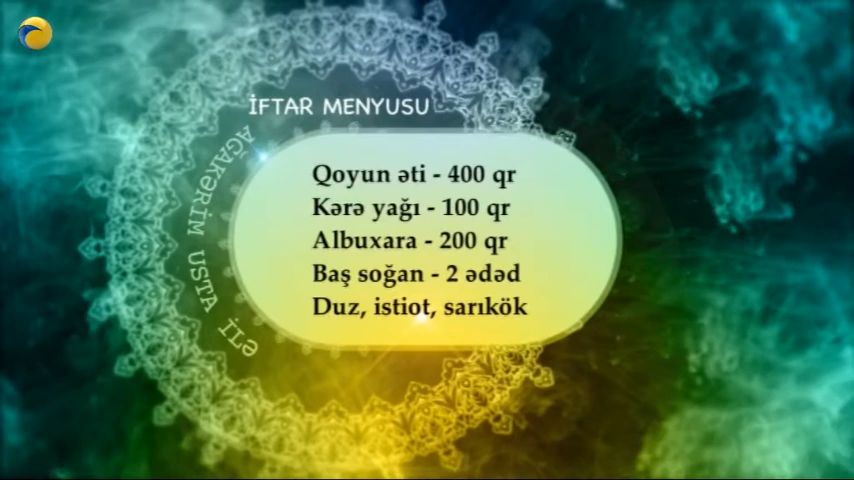 İFTAR MENYUSU
AĞAKƏRİM USTA ƏTİ
Qoyun əti - 400 qr
Kərə yağı - 100 qr
Albuxara - 200 qr
Baş soğan - 2 ədəd
Duz, istiot, sarıkök